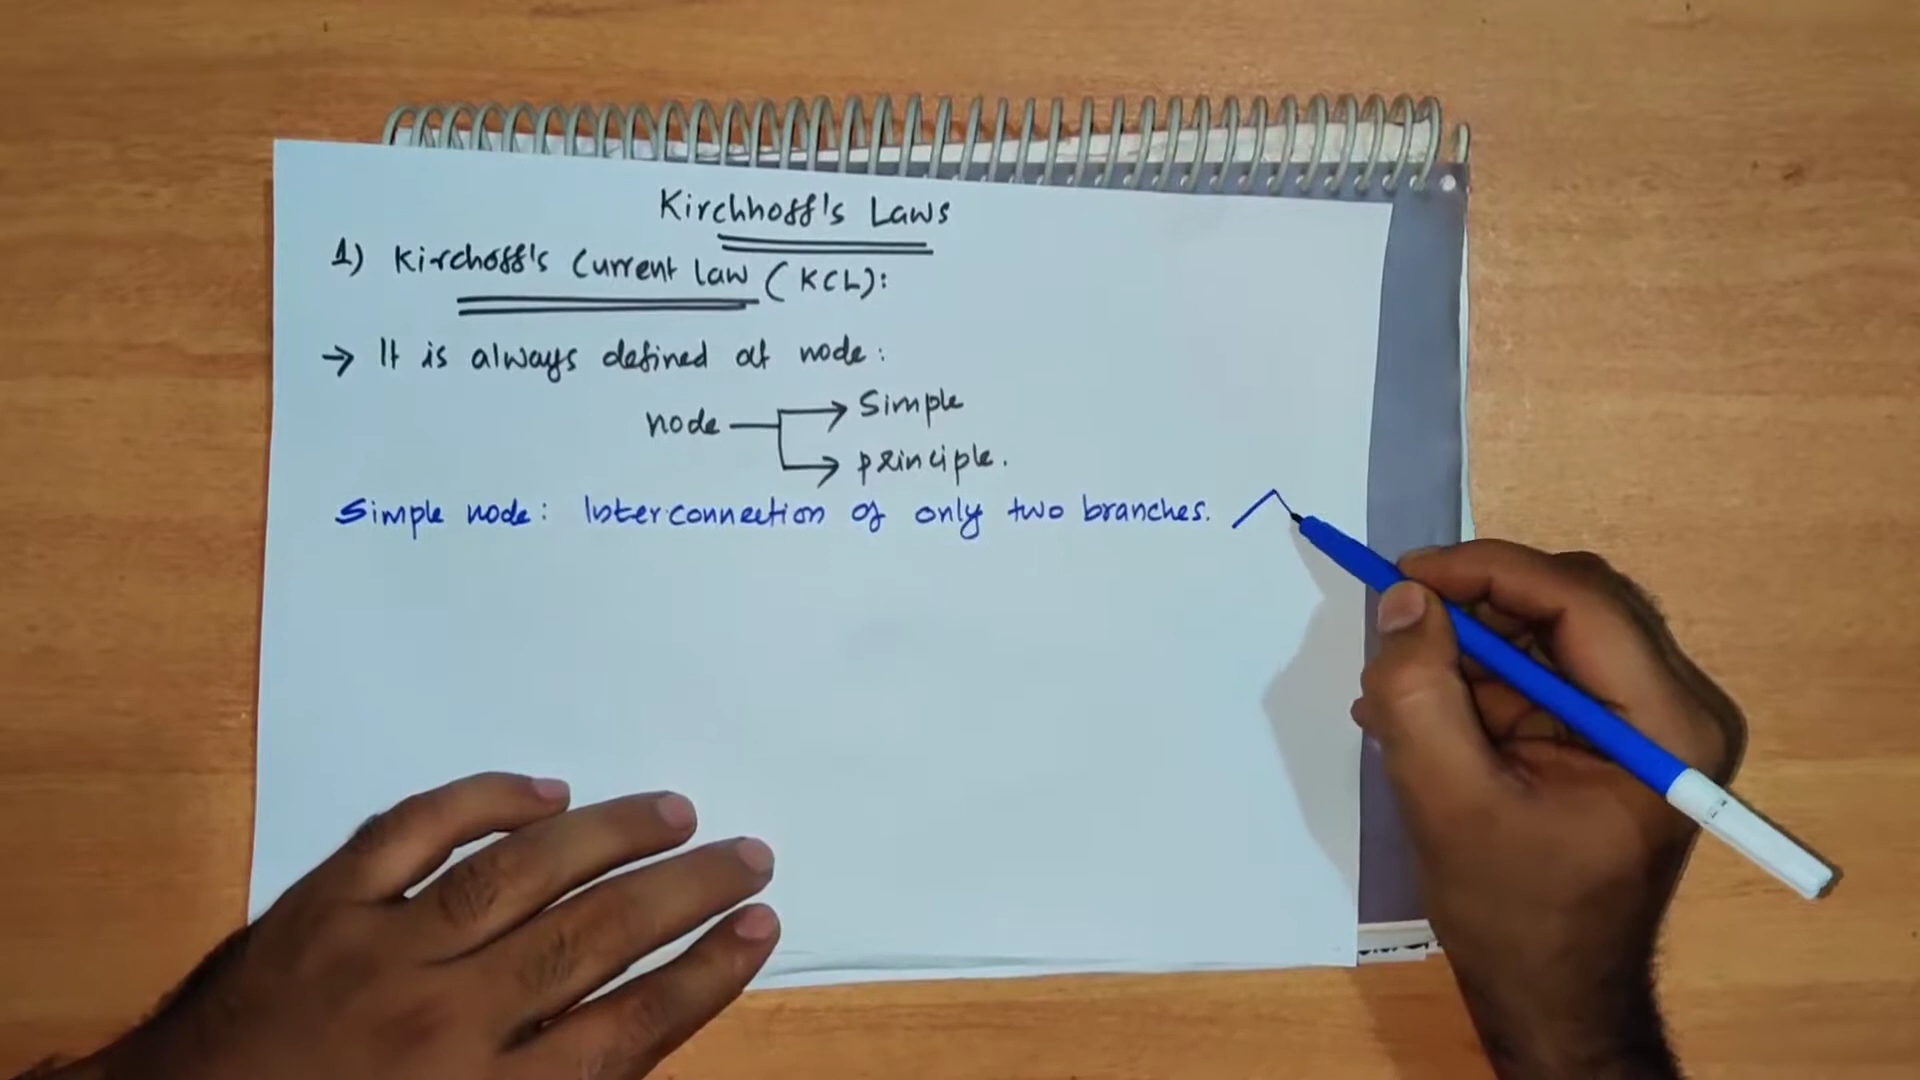 Kirchhoff's Laws
1) Kirchoff's Current Law (KCL):
→ It is always defined at node:
node → Simple
→ principle.
Simple node: Interconnection of only two branches.